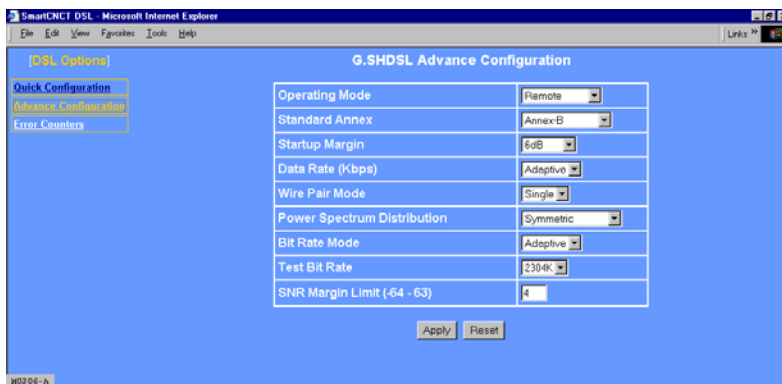 SmartCNCT DSL - Microsoft Internet Explorer
File Edit View Favorites Tools Help
Links »
[DSL Options]
Quick Configuration
Advance Configuration
Error Counters
G.SHDSL Advance Configuration
Operating Mode Remote
Standard Annex Annex-B
Startup Margin 6dB
Data Rate (Kbps) Adaptive
Wire Pair Mode Single
Power Spectrum Distribution Symmetric
Bit Rate Mode Adaptive
Test Bit Rate 2304K
SNR Margin Limit (-64 - 63) 4
Apply Reset
H0306-A